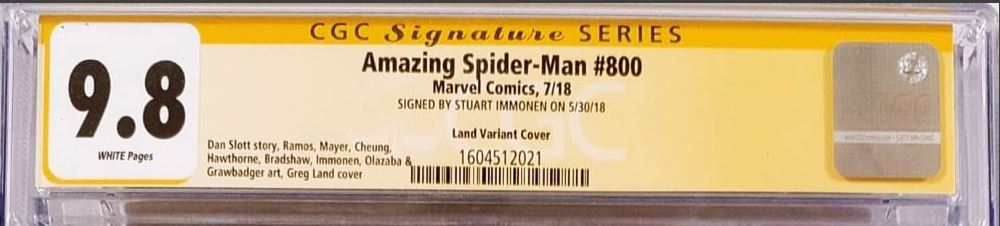 CGC Signature SERIES
9.8
WHITE Pages
Amazing Spider-Man #800
Marvel Comics, 7/18
SIGNED BY STUART IMMONEN ON 5/30/18
Land Variant Cover
Dan Slott story, Ramos, Mayer, Cheung,
Hawthorne, Bradshaw, Immonen, Olazaba &
Grawbadger art, Greg Land cover
1604512021
CGC